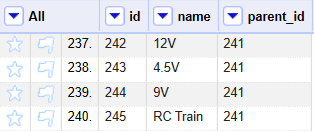 All id name parent_id
237. 242 12V 241
238. 243 4.5V 241
239. 244 9V 241
240. 245 RC Train 241